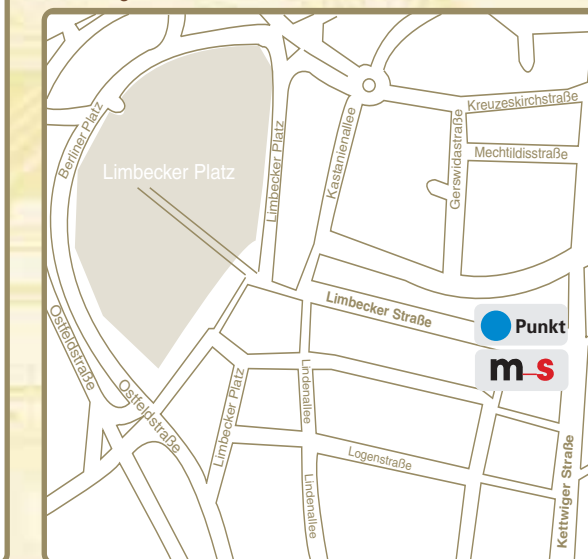 Kreuzeskirchstraße
Berliner Platz
Limbecker Platz
Kastanienallee
Gerswidastraße
Mechtildisstraße
Limbecker Platz
Limbecker Straße
Punkt
ms
Ostfeldstraße
Ostfeldstraße
Limbecker Platz
Lindenallee
Logenstraße
Lindenallee
Kettwiger Straße